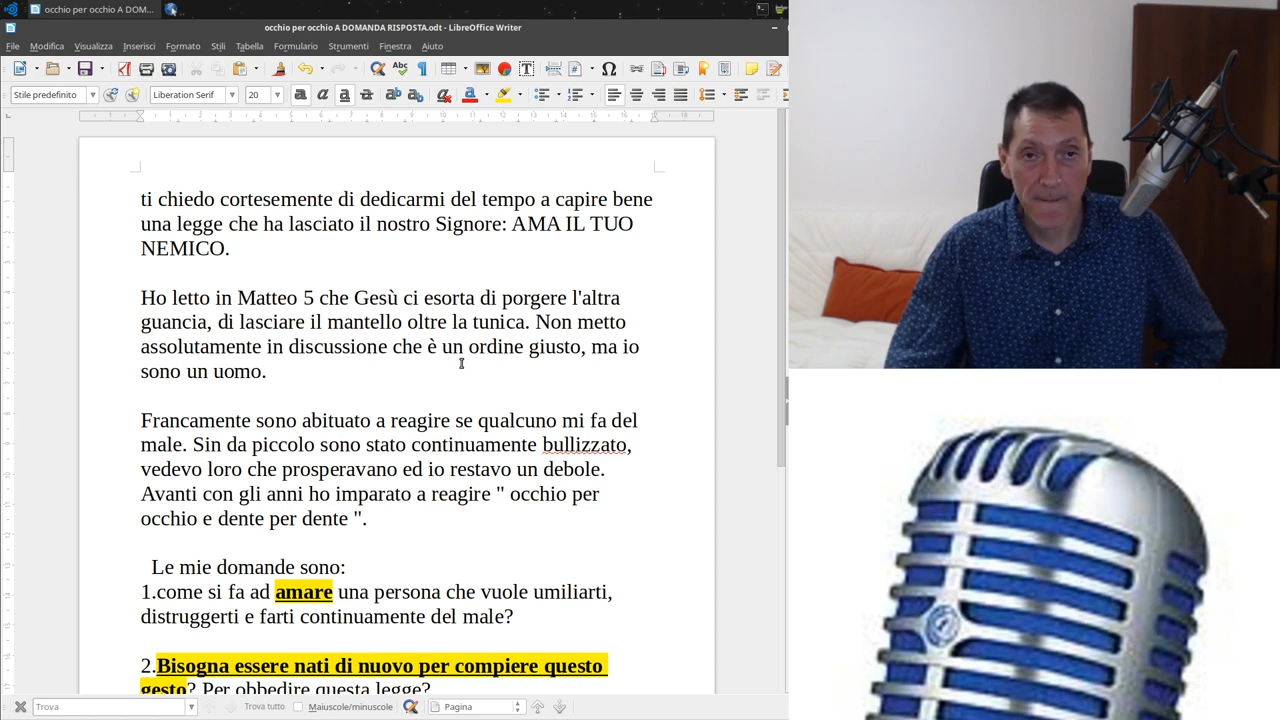 occhio per occhio A DOM...
occhio per occhio A DOMANDA RISPOSTA.odt - LibreOffice Writer
File Modifica Visualizza Inserisci Formato Stili Tabella Formulario Strumenti Finestra Aiuto
Stile predefinito Liberation Serif 20
ti chiedo cortesemente di dedicarmi del tempo a capire bene
una legge che ha lasciato il nostro Signore: AMA IL TUO
NEMICO.
Ho letto in Matteo 5 che Gesù ci esorta di porgere l'altra
guancia, di lasciare il mantello oltre la tunica. Non metto
assolutamente in discussione che è un ordine giusto, ma io
sono un uomo.
Francamente sono abituato a reagire se qualcuno mi fa del
male. Sin da piccolo sono stato continuamente bullizzato,
vedevo loro che prosperavano ed io restavo un debole.
Avanti con gli anni ho imparato a reagire " occhio per
occhio e dente per dente ".
Le mie domande sono:
1.come si fa ad amare una persona che vuole umiliarti,
distruggerti e farti continuamente del male?
2.Bisogna essere nati di nuovo per compiere questo
gesto? Per obbedire questa legge?
Trova Trova tutto Maiuscole/minuscole Pagina